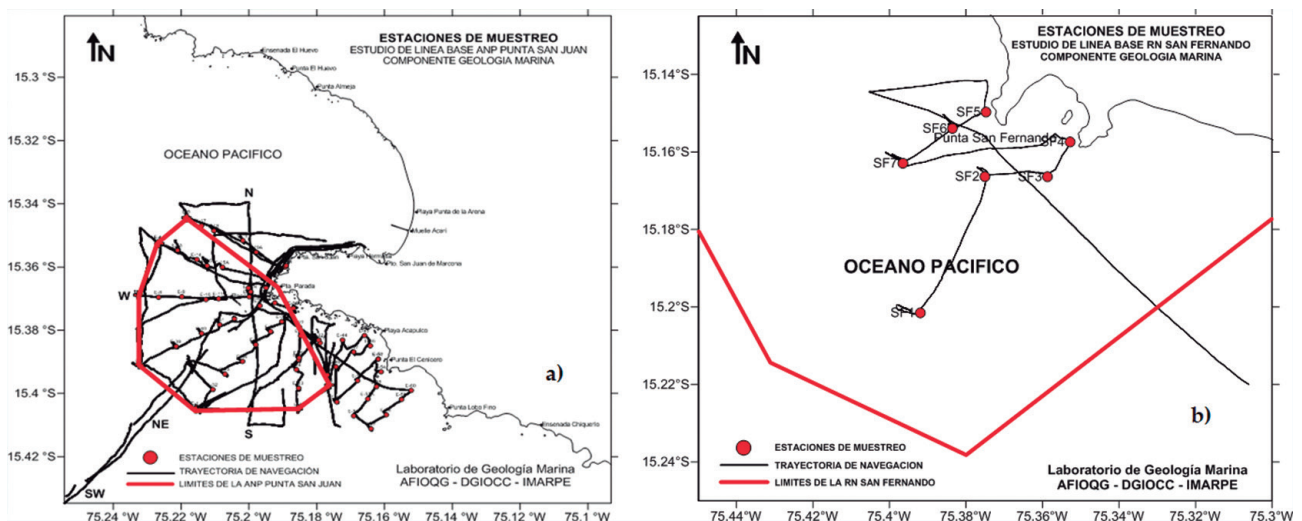 ESTACIONES DE MUESTREO
ESTUDIO DE LINEA BASE ANP PUNTA SAN JUAN
COMPONENTE GEOLOGIA MARINA
N
Ensenada El Huevo
Punta El Huevo
Punta Almeja
OCEANO PACIFICO
N
Playa Punta de la Arena
Muelle Acari
Pto. San Juan de Marcona
Pta. Parada
W
Playa Acapulco
Punta El Cenicero
Punta Lobo Fino
Ensenada Chiquerio
NE
S
SW
a)
ESTACIONES DE MUESTREO
TRAYECTORIA DE NAVEGACIÓN
LIMITES DE LA ANP PUNTA SAN JUAN
Laboratorio de Geología Marina
AFIOQG - DGIOCC - IMARPE
15.3 °S
15.32 °S
15.34 °S
15.36 °S
15.38 °S
15.4 °S
15.42 °S
75.24 °W
75.22 °W
75.2 °W
75.18 °W
75.16 °W
75.14 °W
75.12 °W
75.1 °W
ESTACIONES DE MUESTREO
ESTUDIO DE LINEA BASE RN SAN FERNANDO
COMPONENTE GEOLOGIA MARINA
N
SF5
SF6
Punta San Fernando
SF4
SF7
SF2
SF3
OCEANO PACIFICO
SF1
b)
ESTACIONES DE MUESTREO
TRAYECTORIA DE NAVEGACION
LIMITES DE LA RN SAN FERNANDO
Laboratorio de Geología Marina
AFIOQG - DGIOCC - IMARPE
15.14°S
15.16°S
15.18°S
15.2°S
15.22°S
15.24°S
75.44°W
75.42°W
75.4°W
75.38°W
75.36°W
75.34°W
75.32°W
75.3°W